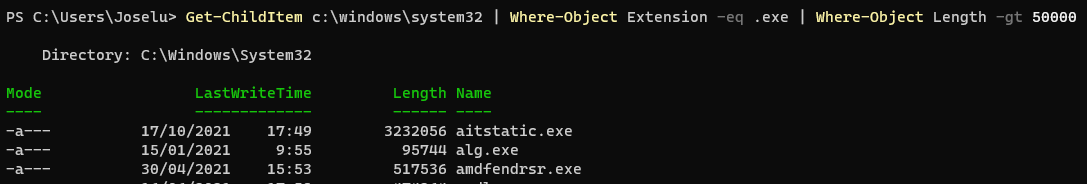 PS C:\Users\Joselu> Get-ChildItem c:\windows\system32 | Where-Object Extension -eq .exe | Where-Object Length -gt 50000
Directory: C:\Windows\System32
Mode LastWriteTime Length Name
---- ------------- ------ ----
-a--- 17/10/2021 17:49 3232056 aitstatic.exe
-a--- 15/01/2021 9:55 95744 alg.exe
-a--- 30/04/2021 15:53 517536 amdfendrsr.exe